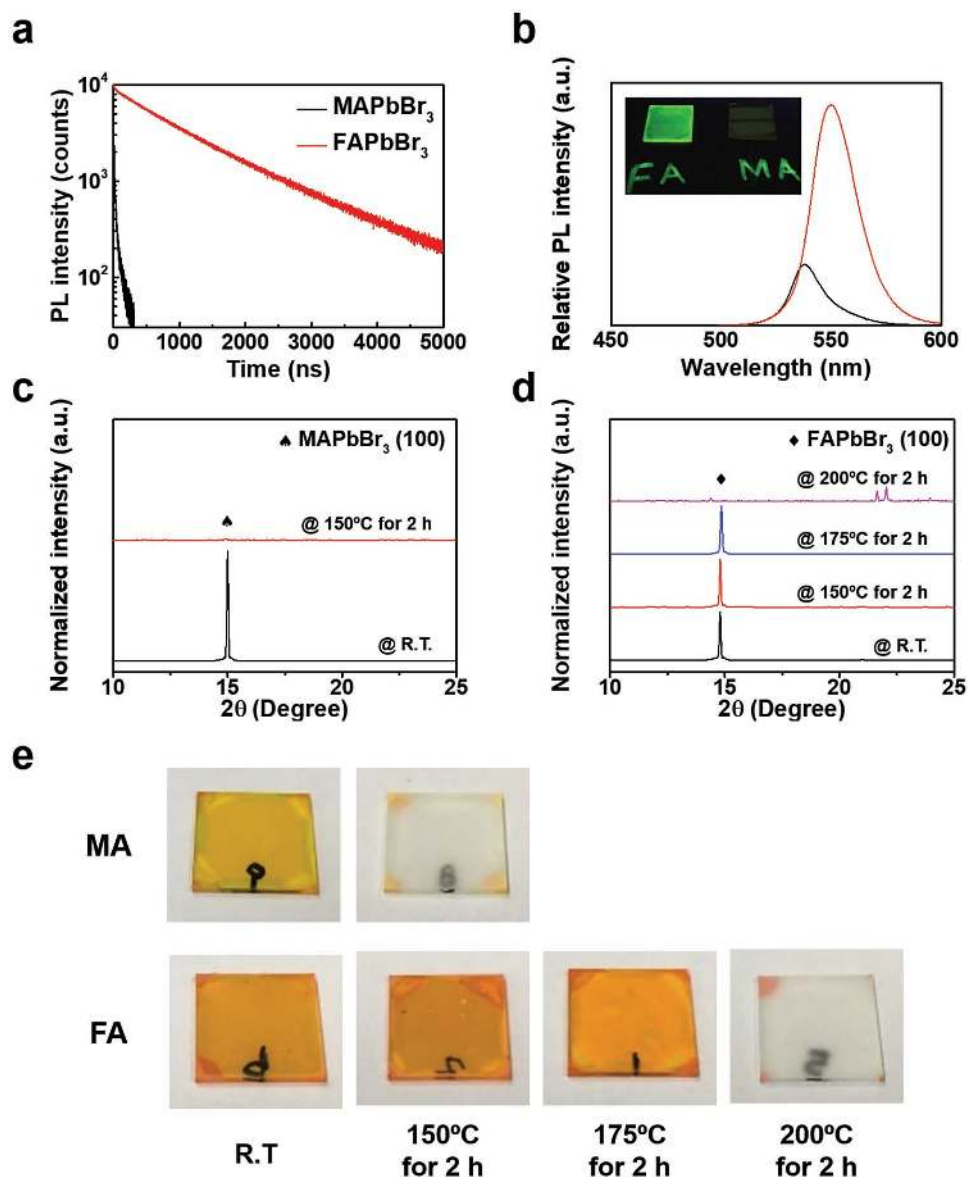 a
10⁴
10³
10²
PL intensity (counts)
MAPbBr₃
FAPbBr₃
0 1000 2000 3000 4000 5000
Time (ns)
b
Relative PL intensity (a.u.)
FA MA
450 500 550 600
Wavelength (nm)
c
Normalized intensity (a.u.)
♠ MAPbBr₃ (100)
@ 150ºC for 2 h
@ R.T.
10 15 20 25
2θ (Degree)
d
Normalized intensity (a.u.)
♦ FAPbBr₃ (100)
@ 200ºC for 2 h
@ 175ºC for 2 h
@ 150ºC for 2 h
@ R.T.
10 15 20 25
2θ (Degree)
e
MA
FA
R.T
150ºC
for 2 h
175ºC
for 2 h
200ºC
for 2 h